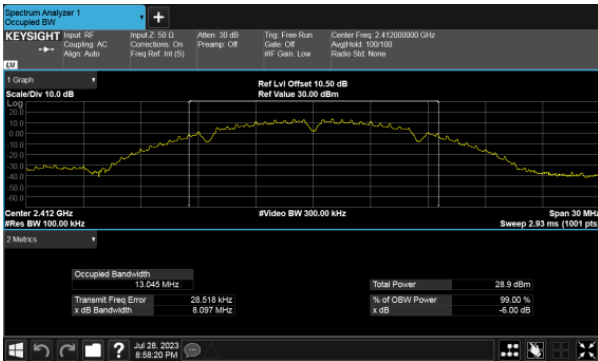 Spectrum Analyzer 1
Occupied BW
KEYSIGHT
Input: RF
Coupling: AC
Align: Auto
Input Z: 50 Ω
Corrections: On
Freq Ref: Int (S)
Atten: 30 dB
Preamp: Off
Trig: Free Run
Gate: Off
#IF Gain: Low
Center Freq: 2.412000000 GHz
Avg|Hold: 100/100
Radio Std: None
LXI
1 Graph
Scale/Div 10.0 dB
Ref Lvl Offset 10.50 dB
Ref Value 30.00 dBm
Log
20.0
10.0
0.00
-10.0
-20.0
-30.0
-40.0
-50.0
-60.0
Center 2.412 GHz
#Res BW 100.00 kHz
#Video BW 300.00 kHz
Span 30 MHz
Sweep 2.93 ms (1001 pts)
2 Metrics
Occupied Bandwidth
13.045 MHz
Transmit Freq Error 28.518 kHz
x dB Bandwidth 8.097 MHz
Total Power 28.9 dBm
% of OBW Power 99.00 %
x dB -6.00 dB
Jul 28, 2023
8:58:20 PM